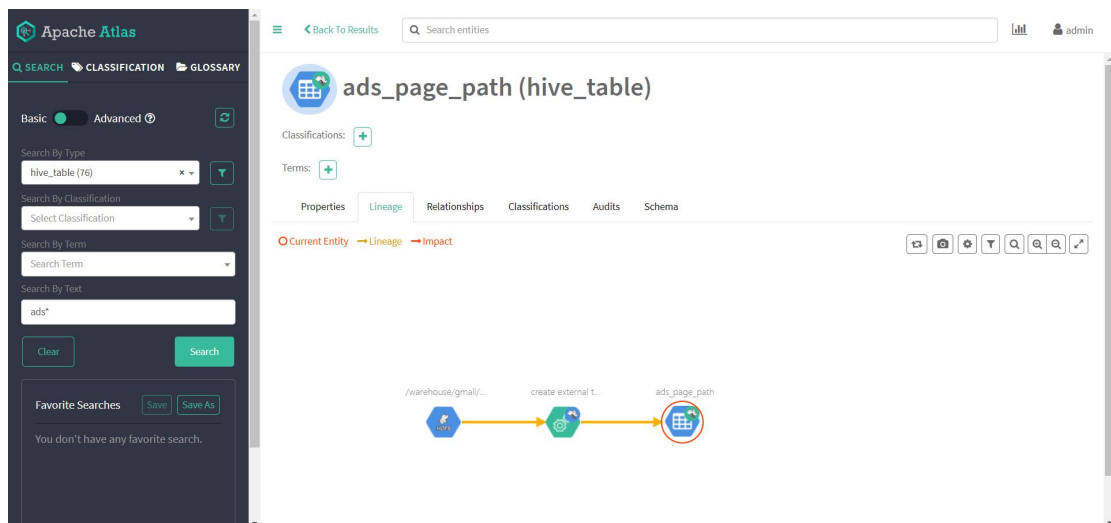 Apache Atlas
SEARCH CLASSIFICATION GLOSSARY
Basic Advanced
Search By Type
hive_table (76)
Search By Classification
Select Classification
Search By Term
Search Term
Search By Text
ads*
Clear Search
Favorite Searches Save Save As
You don't have any favorite search.
Back To Results Search entities admin
ads_page_path (hive_table)
Classifications:
Terms:
Properties Lineage Relationships Classifications Audits Schema
Current Entity Lineage Impact
/warehouse/gmall/... create external t... ads_page_path
HDFS